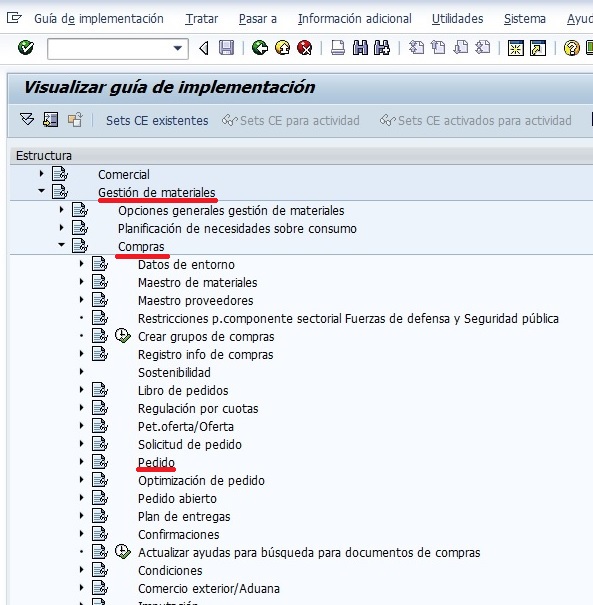 Guía de implementación Tratar Pasar a Información adicional Utilidades Sistema
Visualizar guía de implementación
Sets CE existentes Sets CE para actividad Sets CE activados para actividad
Estructura
Comercial
Gestión de materiales
Opciones generales gestión de materiales
Planificación de necesidades sobre consumo
Compras
Datos de entorno
Maestro de materiales
Maestro proveedores
Restricciones p.componente sectorial Fuerzas de defensa y Seguridad pública
Crear grupos de compras
Registro info de compras
Sostenibilidad
Libro de pedidos
Regulación por cuotas
Pet.oferta/Oferta
Solicitud de pedido
Pedido
Optimización de pedido
Pedido abierto
Plan de entregas
Confirmaciones
Actualizar ayudas para búsqueda para documentos de compras
Condiciones
Comercio exterior/Aduana